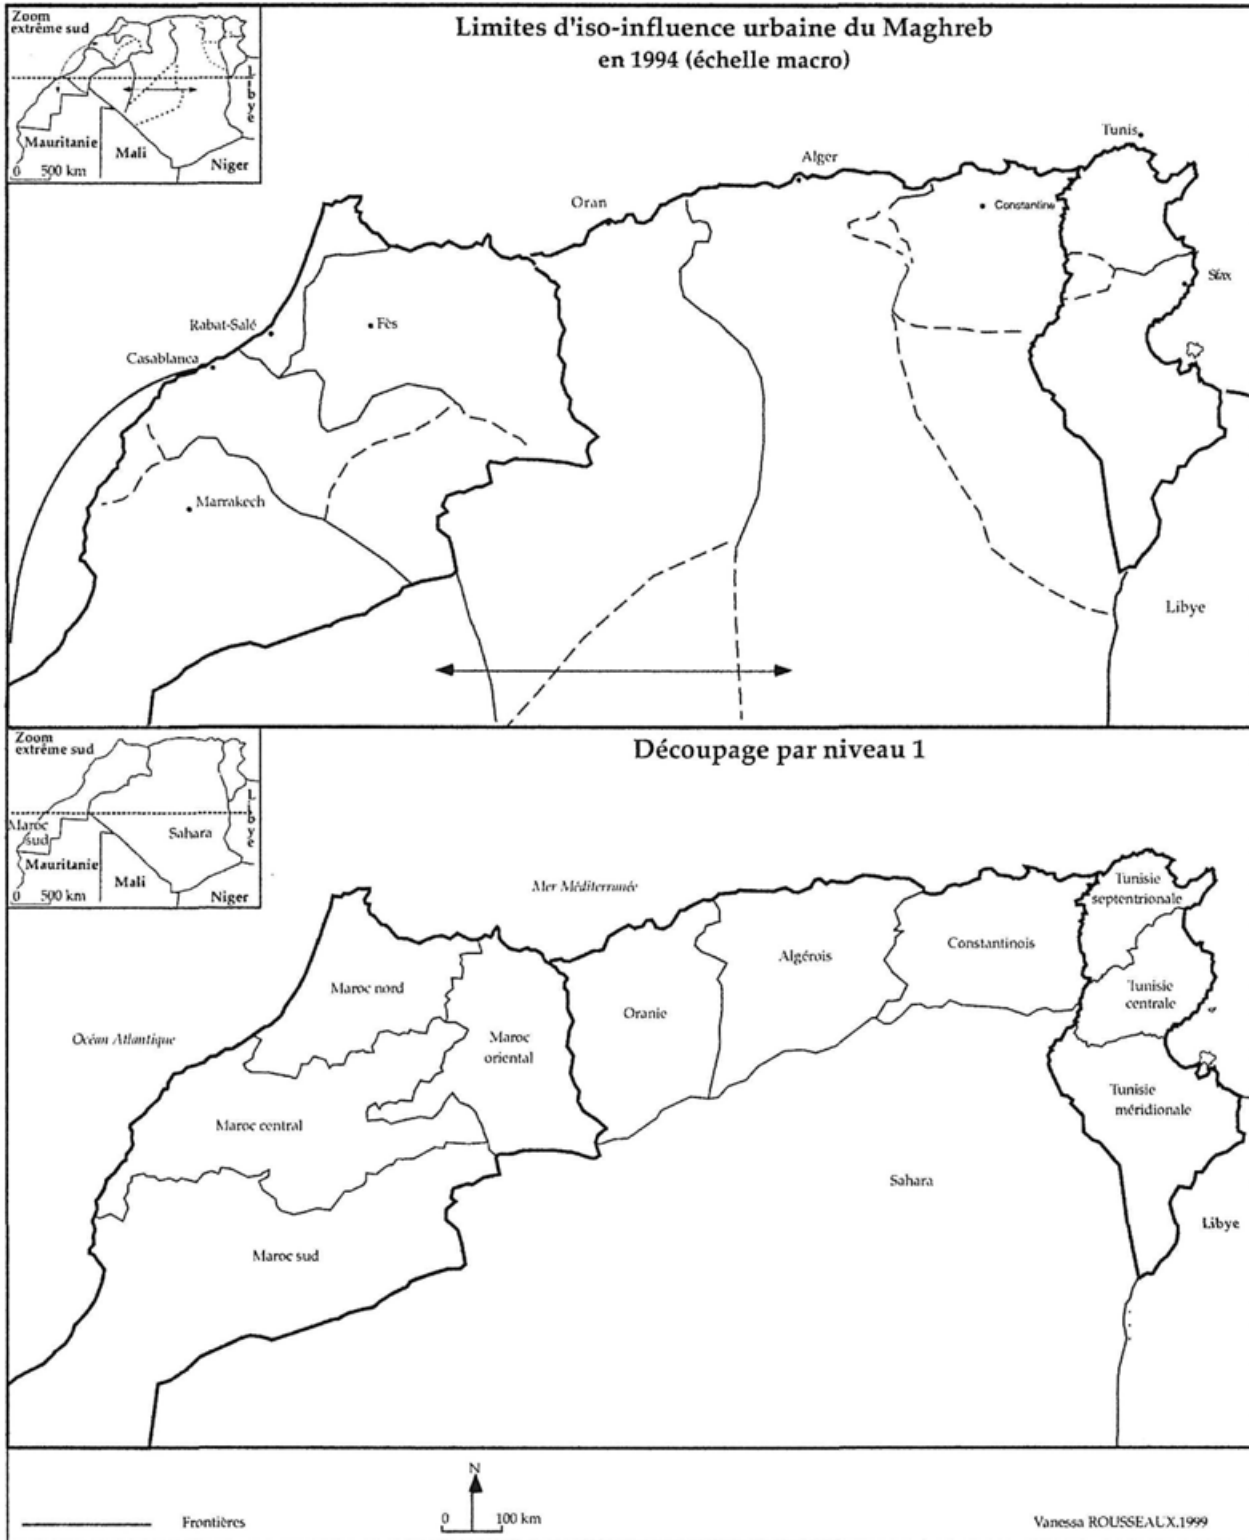 Zoom
extrême sud
Libye
Mauritanie
Mali
Niger
0 500 km
Limites d'iso-influence urbaine du Maghreb
en 1994 (échelle macro)
Tunis
Alger
Oran
Constantine
Sfax
Rabat-Salé
Fès
Casablanca
Marrakech
Libye
Zoom
extrême sud
Libye
Maroc
sud
Sahara
Mauritanie
Mali
Niger
0 500 km
Découpage par niveau 1
Mer Méditerranée
Tunisie
septentrionale
Algérois
Constantinois
Maroc nord
Tunisie
centrale
Oranie
Océan Atlantique
Maroc
oriental
Tunisie
méridionale
Maroc central
Sahara
Libye
Maroc sud
N
Frontières
0 100 km
Vanessa ROUSSEAUX,1999